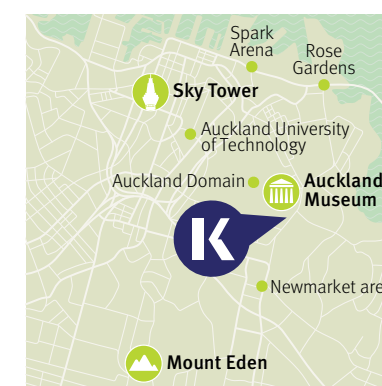 Spark
Arena
Rose
Gardens
Sky Tower
Auckland University
of Technology
Auckland Domain
Auckland
Museum
K
Newmarket are
Mount Eden